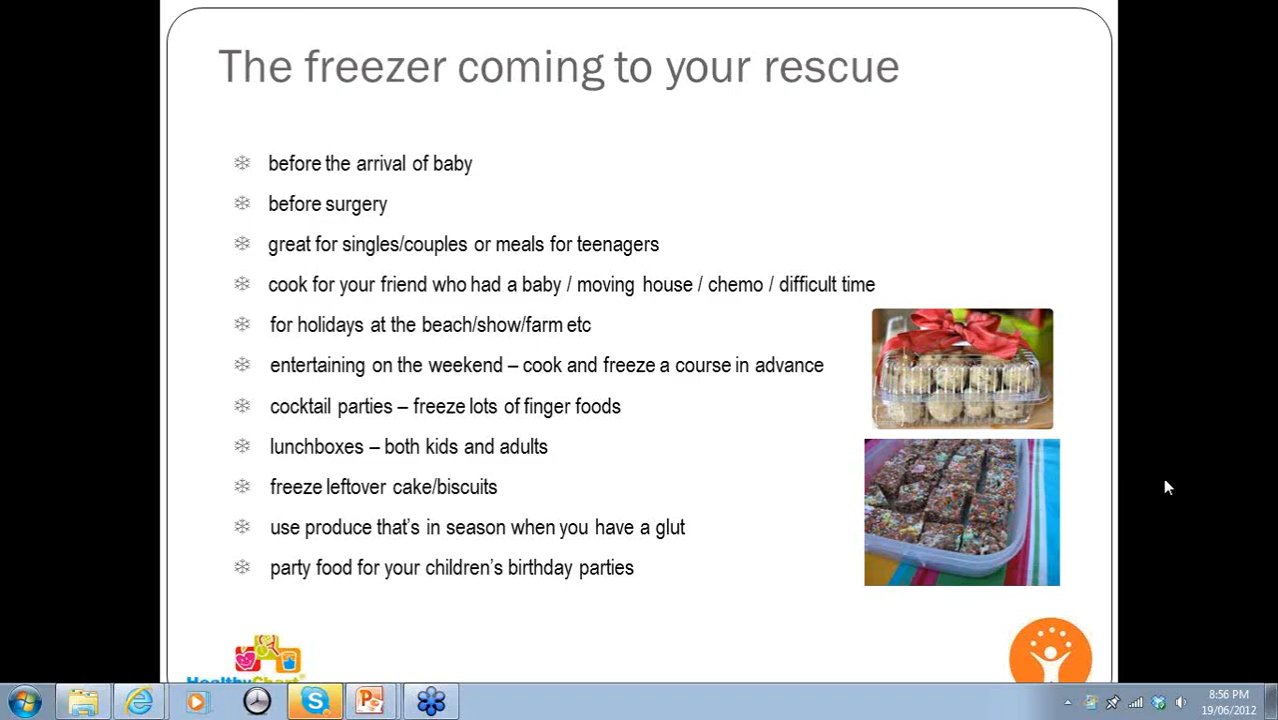 The freezer coming to your rescue
before the arrival of baby
before surgery
great for singles/couples or meals for teenagers
cook for your friend who had a baby / moving house / chemo / difficult time
for holidays at the beach/show/farm etc
entertaining on the weekend – cook and freeze a course in advance
cocktail parties – freeze lots of finger foods
lunchboxes – both kids and adults
freeze leftover cake/biscuits
use produce that's in season when you have a glut
party food for your children's birthday parties
HealthyChart
8:56 PM
19/06/2012